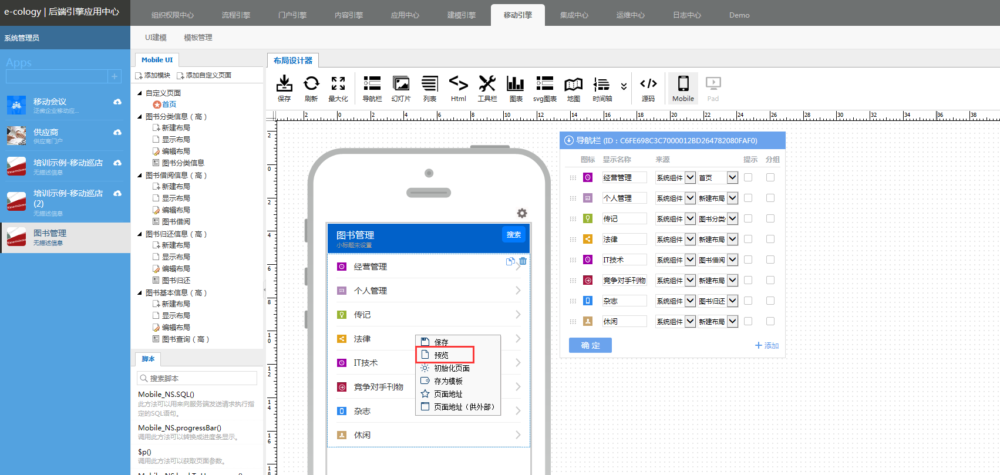 e-cology | 后端引擎应用中心
组织权限中心 流程引擎 门户引擎 内容引擎 应用中心 建模引擎 移动引擎 集成中心 运维中心 日志中心 Demo
系统管理员
UI建模 模板管理
Apps
移动会议
泛微企业移动应...
供应商
供应商门户
培训示例-移动巡店
无描述信息
培训示例-移动巡店
(2)
无描述信息
图书管理
无描述信息
Mobile UI
添加模块 添加自定义页面
自定义页面
首页
图书分类信息（高）
新建布局
显示布局
编辑布局
图书分类信息
图书借阅信息（高）
新建布局
显示布局
编辑布局
图书借阅
图书归还信息（高）
新建布局
显示布局
编辑布局
图书归还
图书基本信息（高）
新建布局
显示布局
编辑布局
图书查询（高）
脚本
搜索脚本
Mobile_NS.SQL()
此方法可以用来向服务端发送请求执行指
定的SQL语句。
Mobile_NS.progressBar()
调用此方法可以转换成进度条显示。
$p()
调用此方法可以获取页面参数。
布局设计器
保存 刷新 最大化 导航栏 幻灯片 列表 Html 工具栏 图表 svg图表 地图 时间轴 源码 Mobile Pad
2 0 2 4 6 8 10 12 14 16 18 20 22 24 26 28 30 32 34 36 38
2
0
2
4
6
8
10
12
14
16
18
图书管理
小标题未设置
搜索
经营管理
个人管理
传记
法律
IT技术
竞争对手刊物
杂志
休闲
保存
预览
初始化页面
存为模板
页面地址
页面地址（供外部）
导航栏 (ID：C6FE698C3C7000012BD264782080FAF0)
图标 显示名称 来源 提示 分组
经营管理 系统组件 首页
个人管理 系统组件 新建布局
传记 系统组件 图书分类
法律 系统组件 新建布局
IT技术 系统组件 图书借阅
竞争对手刊物 系统组件 新建布局
杂志 系统组件 图书归还
休闲 系统组件 新建布局
确 定
添加